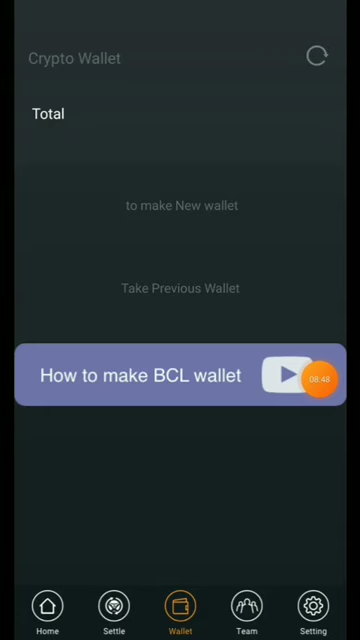 Crypto Wallet
Total
to make New wallet
Take Previous Wallet
How to make BCL wallet
08:48
Home
Settle
Wallet
Team
Setting